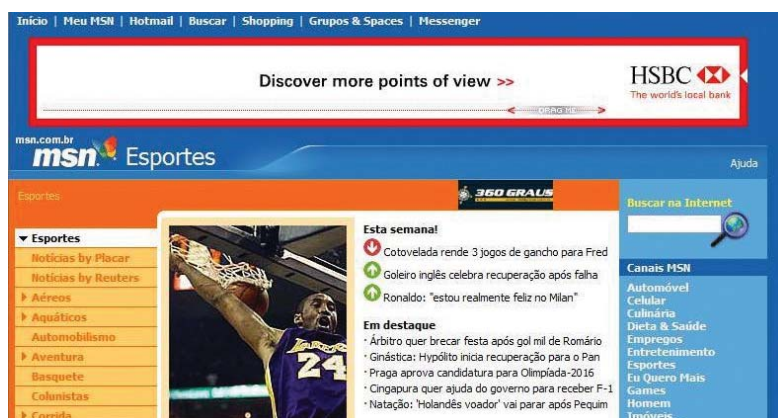 Início | Meu MSN | Hotmail | Buscar | Shopping | Grupos & Spaces | Messenger
Discover more points of view >>
HSBC
The world's local bank
< DRAG ME >
msn.com.br
msn Esportes
Ajuda
Esportes
360 GRAUS
Buscar na Internet
▼ Esportes
Notícias by Placar
Notícias by Reuters
Aéreos
Aquáticos
Automobilismo
Aventura
Basquete
Colunistas
Corrida
LAKERS
24
Esta semana!
Cotovelada rende 3 jogos de gancho para Fred
Goleiro inglês celebra recuperação após falha
Ronaldo: "estou realmente feliz no Milan"
Em destaque
· Árbitro quer brecar festa após gol mil de Romário
· Ginástica: Hypólito inicia recuperação para o Pan
· Praga aprova candidatura para Olimpíada-2016
· Cingapura quer ajuda do governo para receber F-1
· Natação: 'Holandês voador' vai parar após Pequim
Canais MSN
Automóvel
Celular
Culinária
Dieta & Saúde
Empregos
Entretenimento
Esportes
Eu Quero Mais
Games
Homem
Imóveis